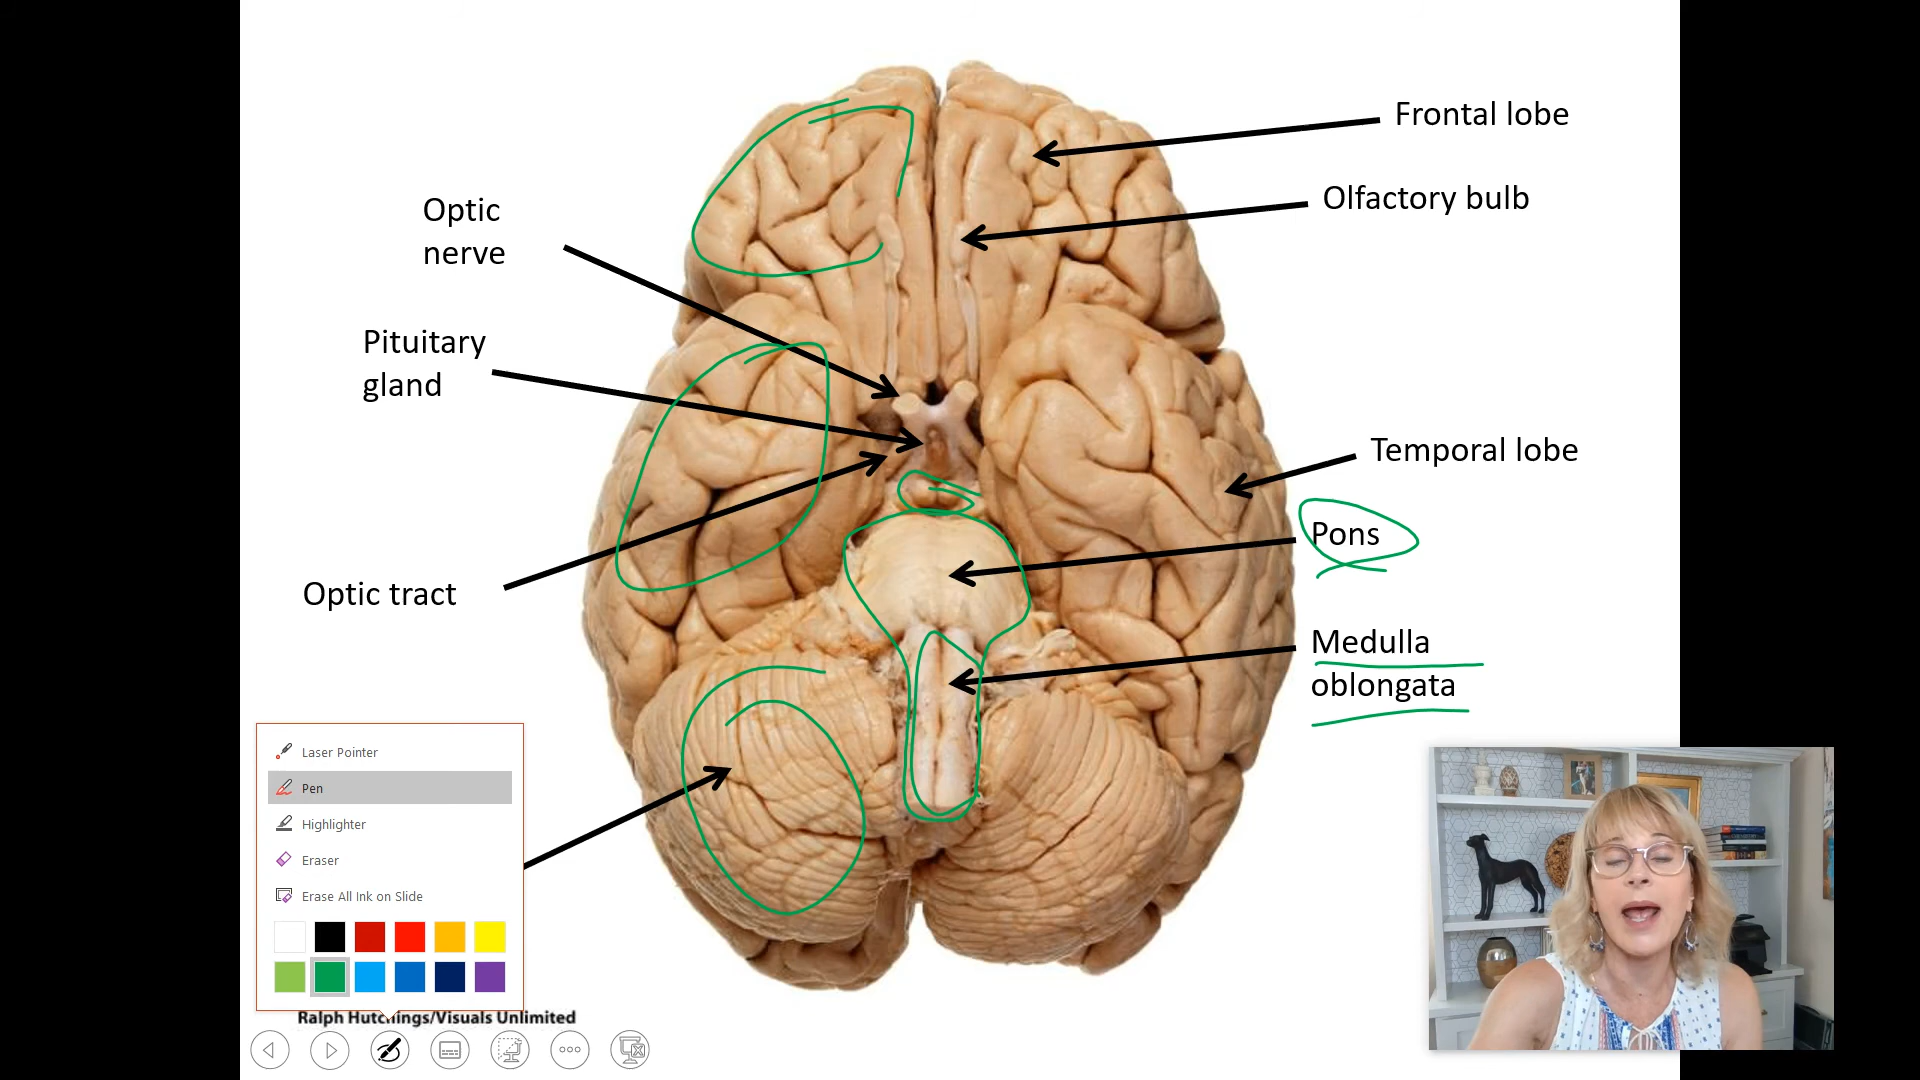 Frontal lobe
Olfactory bulb
Optic
nerve
Pituitary
gland
Temporal lobe
Pons
Optic tract
Medulla
oblongata
Laser Pointer
Pen
Highlighter
Eraser
Erase All Ink on Slide
Ralph Hutchings/Visuals Unlimited